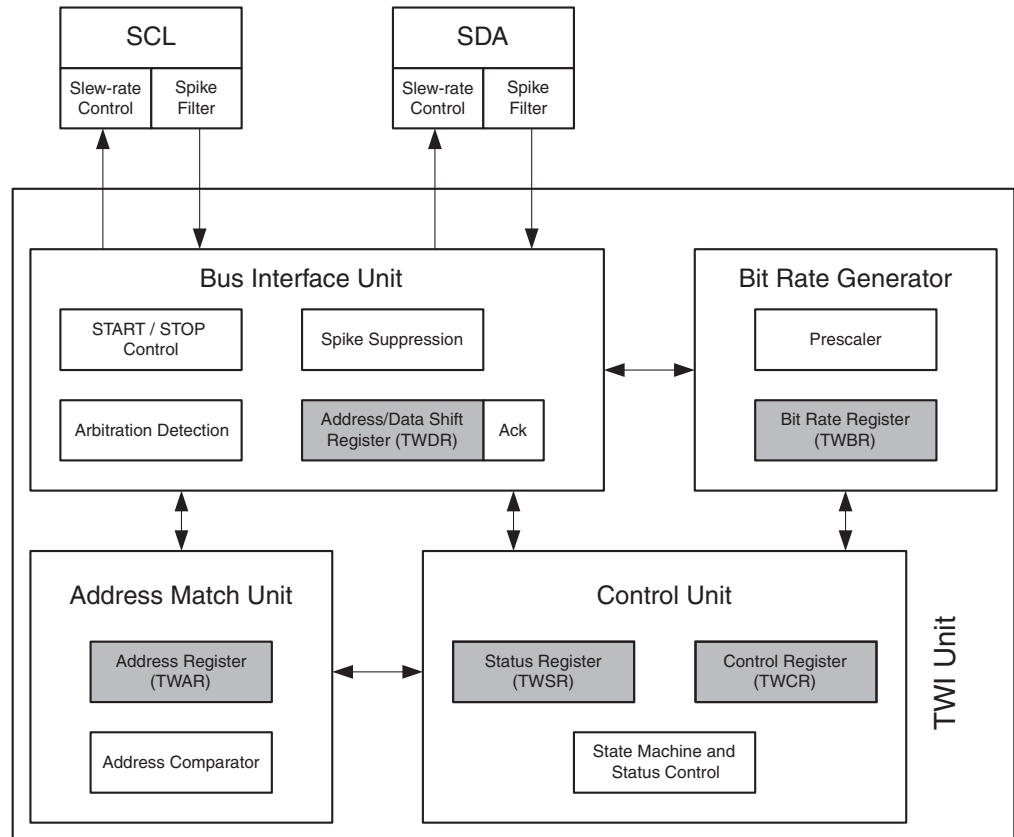 SCL
SDA
Slew-rate
Control
Spike
Filter
Slew-rate
Control
Spike
Filter
Bus Interface Unit
START / STOP
Control
Spike Suppression
Arbitration Detection
Address/Data Shift
Register (TWDR)
Ack
Bit Rate Generator
Prescaler
Bit Rate Register
(TWBR)
Address Match Unit
Address Register
(TWAR)
Address Comparator
Control Unit
Status Register
(TWSR)
Control Register
(TWCR)
State Machine and
Status Control
TWI Unit